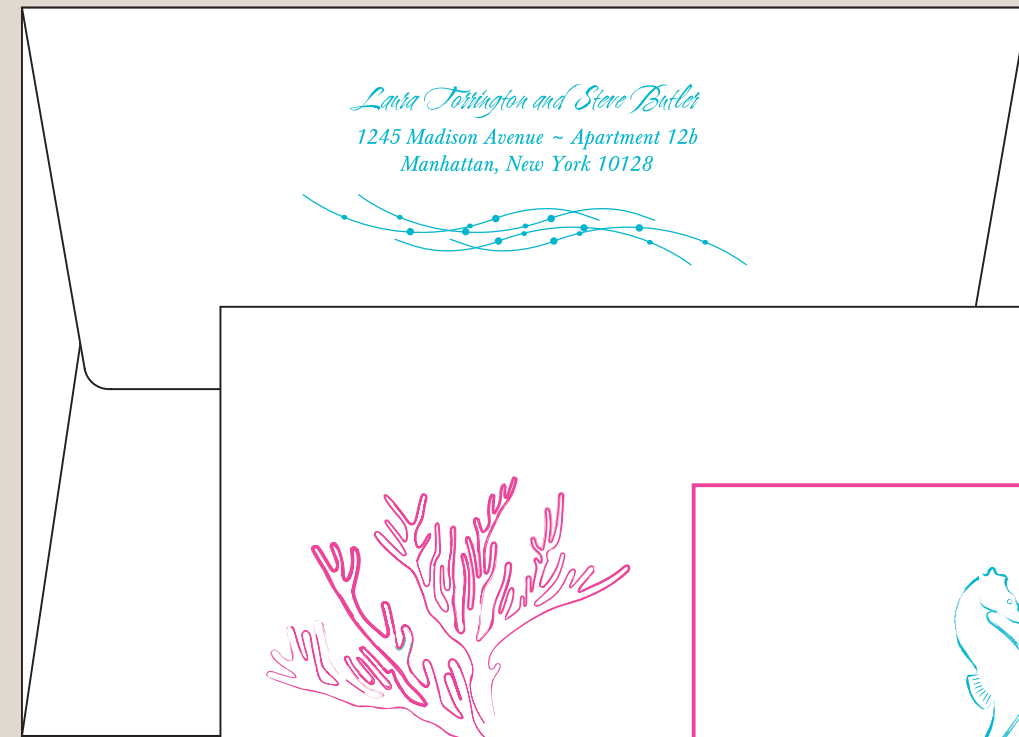 Laura Torrington and Steve Butler
1245 Madison Avenue ~ Apartment 12b
Manhattan, New York 10128